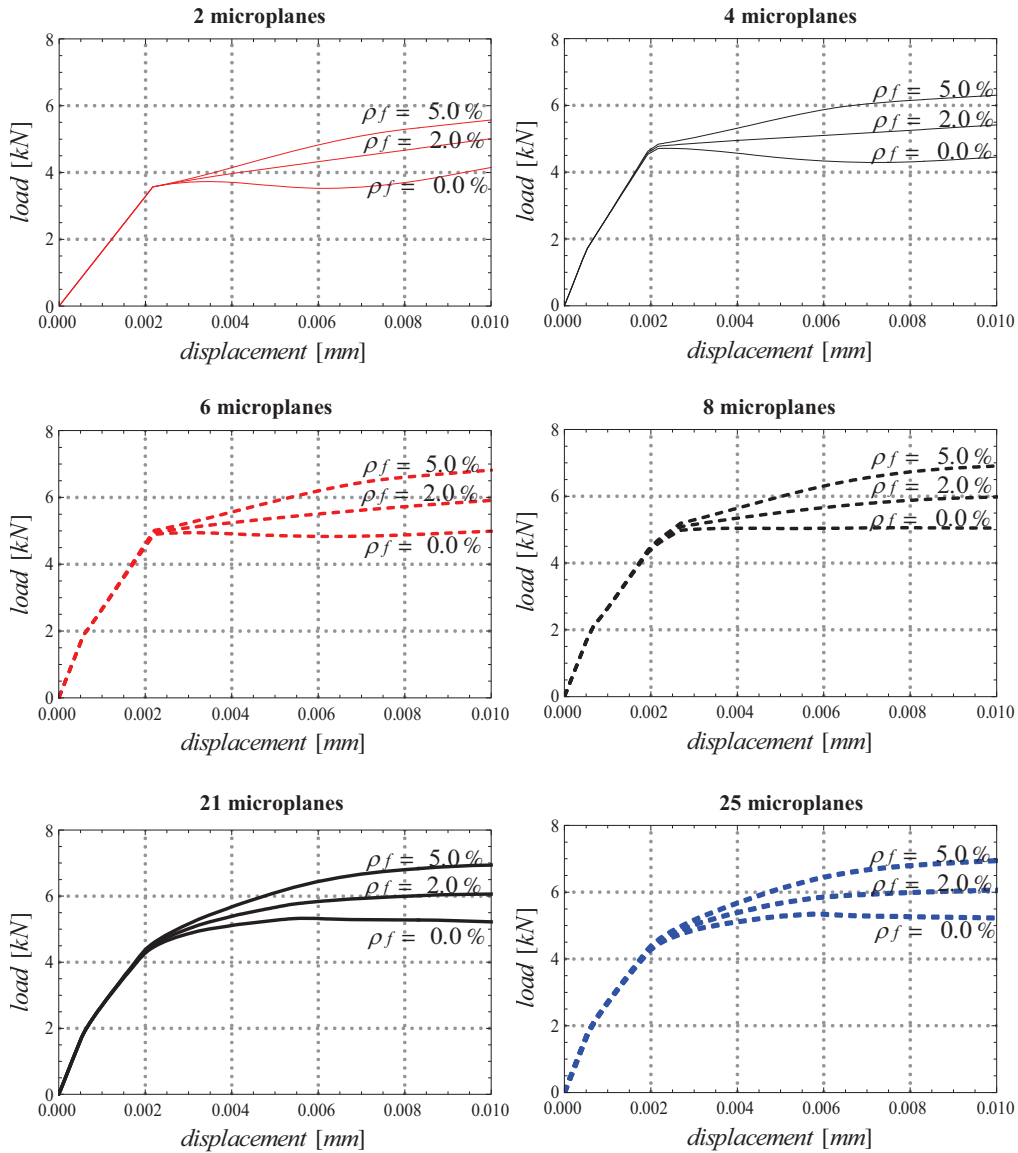 2 microplanes
8
6
4
2
0
load [kN]
ρf = 5.0 %
ρf = 2.0 %
ρf = 0.0 %
0.000 0.002 0.004 0.006 0.008 0.010
displacement [mm]
4 microplanes
8
6
4
2
0
load [kN]
ρf = 5.0 %
ρf = 2.0 %
ρf = 0.0 %
0.000 0.002 0.004 0.006 0.008 0.010
displacement [mm]
6 microplanes
8
6
4
2
0
load [kN]
ρf = 5.0 %
ρf = 2.0 %
ρf = 0.0 %
0.000 0.002 0.004 0.006 0.008 0.010
displacement [mm]
8 microplanes
8
6
4
2
0
load [kN]
ρf = 5.0 %
ρf = 2.0 %
ρf = 0.0 %
0.000 0.002 0.004 0.006 0.008 0.010
displacement [mm]
21 microplanes
8
6
4
2
0
load [kN]
ρf = 5.0 %
ρf = 2.0 %
ρf = 0.0 %
0.000 0.002 0.004 0.006 0.008 0.010
displacement [mm]
25 microplanes
8
6
4
2
0
load [kN]
ρf = 5.0 %
ρf = 2.0 %
ρf = 0.0 %
0.000 0.002 0.004 0.006 0.008 0.010
displacement [mm]